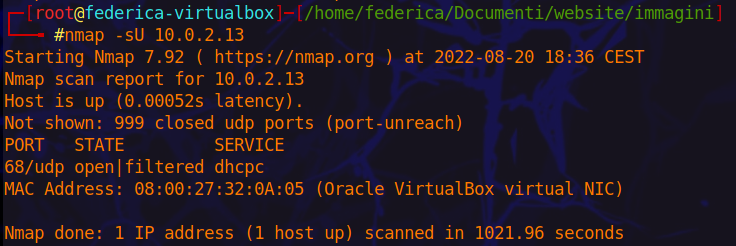 ┌─[root@federica-virtualbox]─[/home/federica/Documenti/website/immagini]
└──╼ #nmap -sU 10.0.2.13
Starting Nmap 7.92 ( https://nmap.org ) at 2022-08-20 18:36 CEST
Nmap scan report for 10.0.2.13
Host is up (0.00052s latency).
Not shown: 999 closed udp ports (port-unreach)
PORT   STATE         SERVICE
68/udp open|filtered dhcpc
MAC Address: 08:00:27:32:0A:05 (Oracle VirtualBox virtual NIC)
Nmap done: 1 IP address (1 host up) scanned in 1021.96 seconds